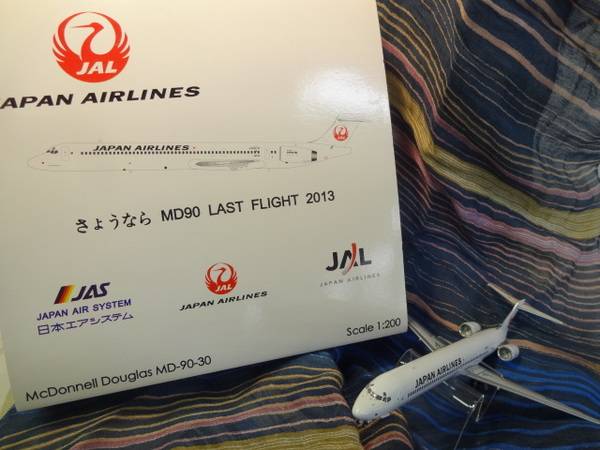 JAL
JAPAN AIRLINES
JAPAN AIRLINES
さようなら MD90 LAST FLIGHT 2013
JAS
JAPAN AIR SYSTEM
日本エアシステム
JAL
JAPAN AIRLINES
JAL
JAPAN AIRLINES
McDonnell Douglas MD-90-30
Scale 1:200
JAPAN AIRLINES